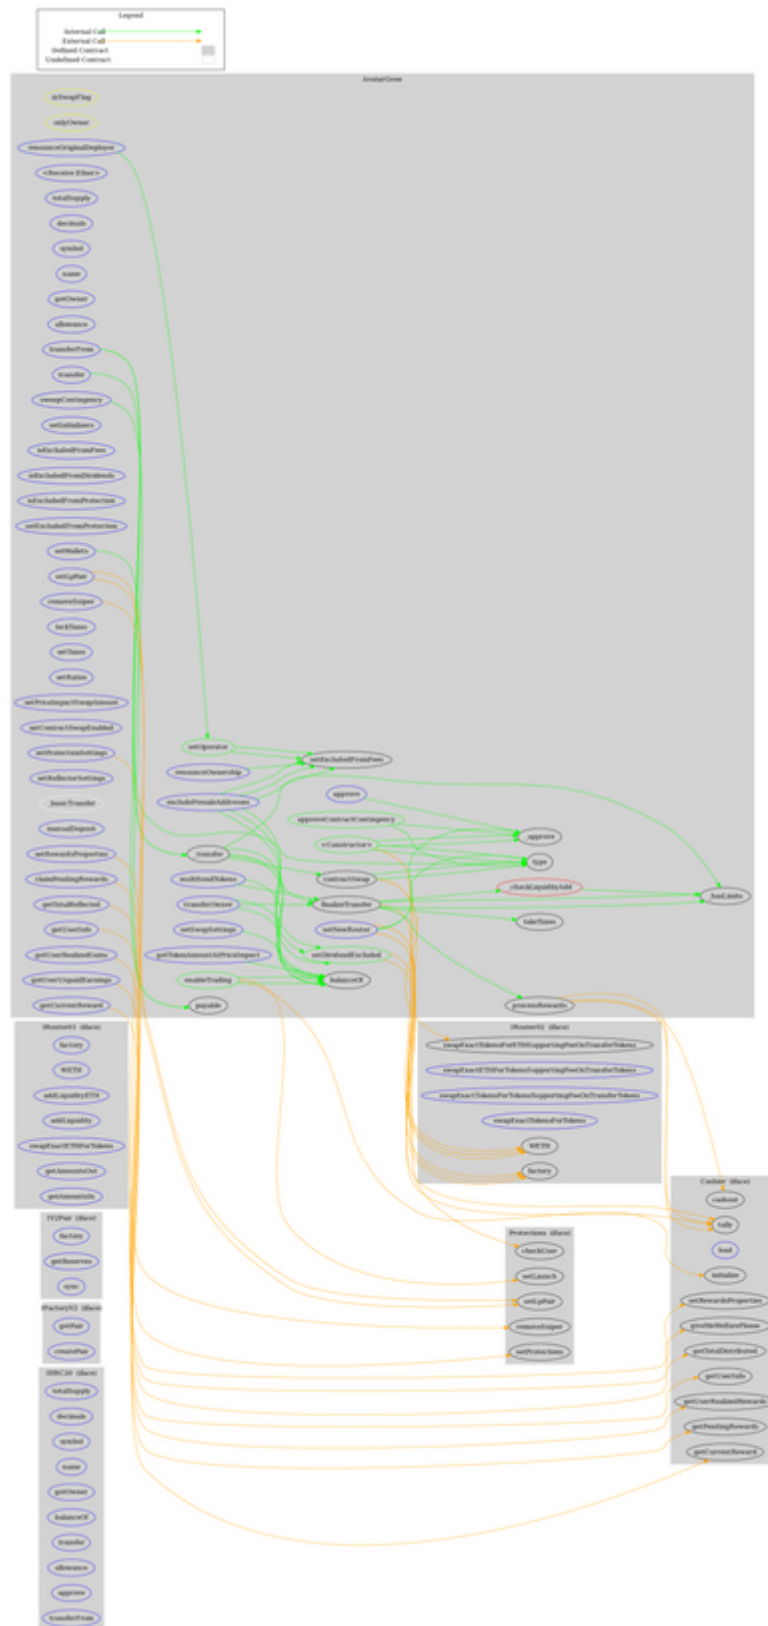 Legend
Internal Call
External Call
Defined Contract
Undefined Contract
AvatarGrow
inSwapFlag
onlyOwner
renounceOriginalDeployer
<Receive Ether>
totalSupply
decimals
symbol
name
getOwner
allowance
transferFrom
transfer
sweepContingency
setInitializers
isExcludedFromFees
isExcludedFromDividends
isExcludedFromProtection
setExcludedFromProtection
setWallets
setLpPair
removeSniper
lockTaxes
setTaxes
setRatios
setPriceImpactSwapAmount
setContractSwapEnabled
setProtectionSettings
setReflectorSettings
_basicTransfer
manualDeposit
setRewardsProperties
claimPendingRewards
getTotalReflected
getUserInfo
getUserRealizedGains
getUserUnpaidEarnings
getCurrentReward
setOperator
renounceOwnership
excludePresaleAddresses
_transfer
multiSendTokens
transferOwner
setSwapSettings
getTokenAmountAtPriceImpact
enableTrading
payable
setExcludedFromFees
approve
approveContractContingency
<Constructor>
contractSwap
finalizeTransfer
setNewRouter
setDividendExcluded
balanceOf
_approve
type
checkLiquidityAdd
takeTaxes
processRewards
hasLimits
IRouter01 (iface)
factory
WETH
addLiquidityETH
addLiquidity
swapExactETHForTokens
getAmountsOut
getAmountsIn
IRouter02 (iface)
swapExactTokensForETHSupportingFeeOnTransferTokens
swapExactETHForTokensSupportingFeeOnTransferTokens
swapExactTokensForTokensSupportingFeeOnTransferTokens
swapExactTokensForTokens
WETH
factory
IV2Pair (iface)
factory
getReserves
sync
IFactoryV2 (iface)
getPair
createPair
IERC20 (iface)
totalSupply
decimals
symbol
name
getOwner
balanceOf
transfer
allowance
approve
transferFrom
Protections (iface)
checkUser
setLaunch
setLpPair
removeSniper
setProtections
Cashier (iface)
cashout
tally
load
initialize
setRewardsProperties
giveMeWelfarePlease
getTotalDistributed
getUserInfo
getUserRealizedRewards
getPendingRewards
getCurrentReward